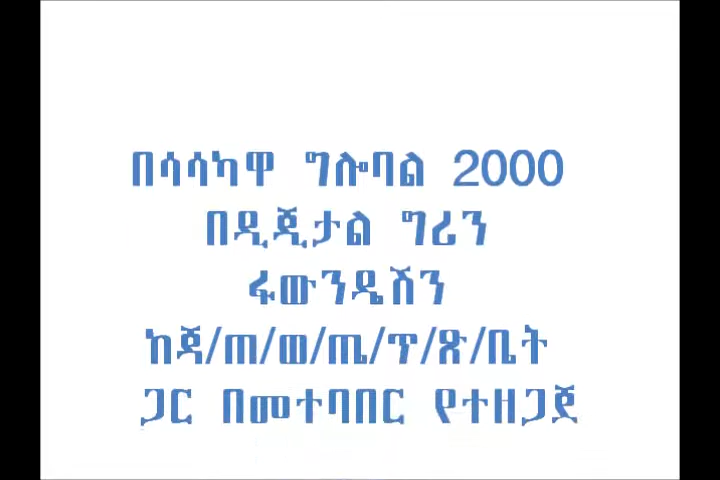 በሳሳካዋ ግሎባል 2000
በዲጂታል ግሪን
ፋውንዴሽን
ከጃ/ጠ/ወ/ጤ/ጥ/ጽ/ቤት
ጋር በመተባበር የተዘጋጀ